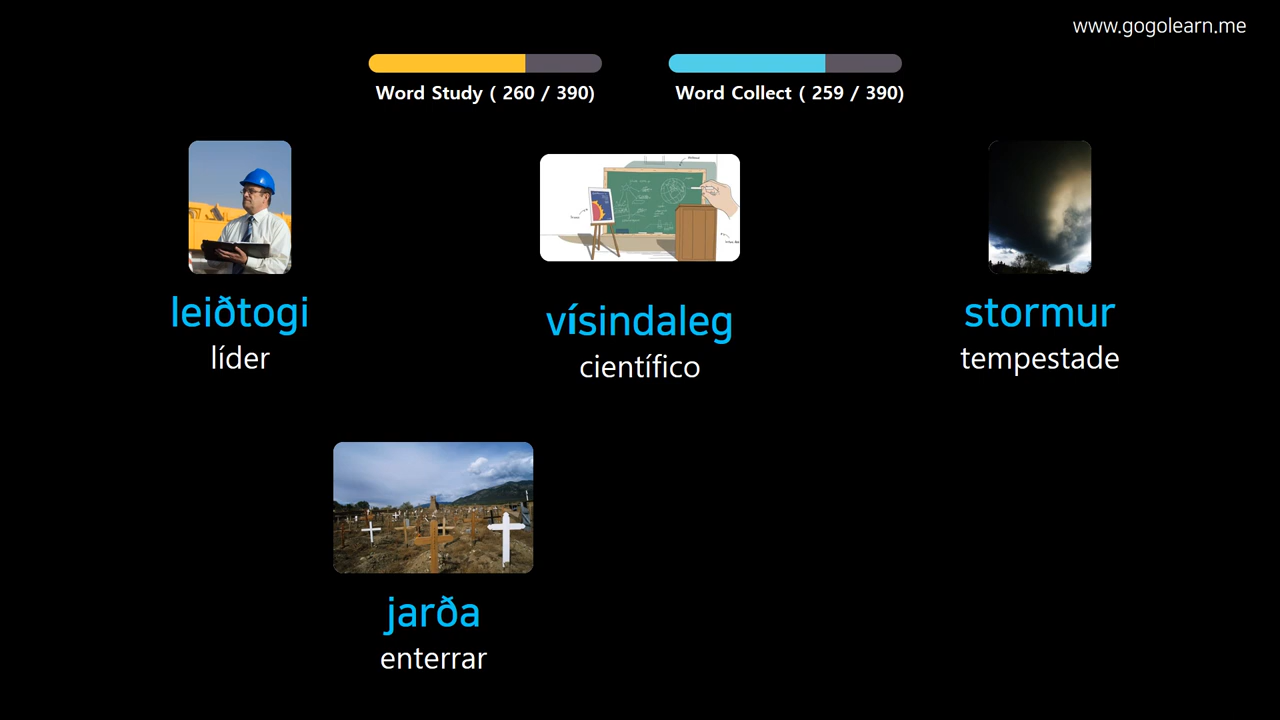 www.gogolearn.me
Word Study ( 260 / 390)
Word Collect ( 259 / 390)
leiðtogi
líder
vísindaleg
científico
stormur
tempestade
jarða
enterrar